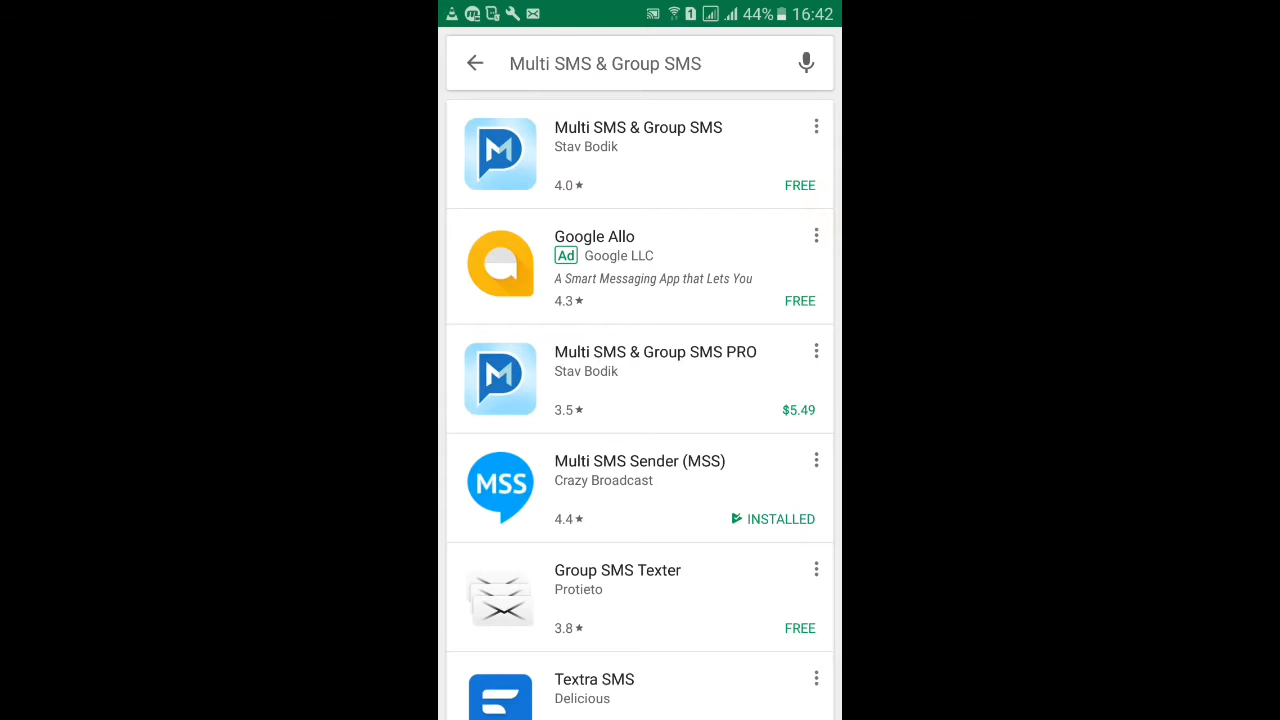 1 44% 16:42
Multi SMS & Group SMS
Multi SMS & Group SMS
Stav Bodik
4.0★ FREE
Google Allo
Ad Google LLC
A Smart Messaging App that Lets You
4.3★ FREE
Multi SMS & Group SMS PRO
Stav Bodik
3.5★ $5.49
MSS
Multi SMS Sender (MSS)
Crazy Broadcast
4.4★ INSTALLED
Group SMS Texter
Protieto
3.8★ FREE
Textra SMS
Delicious